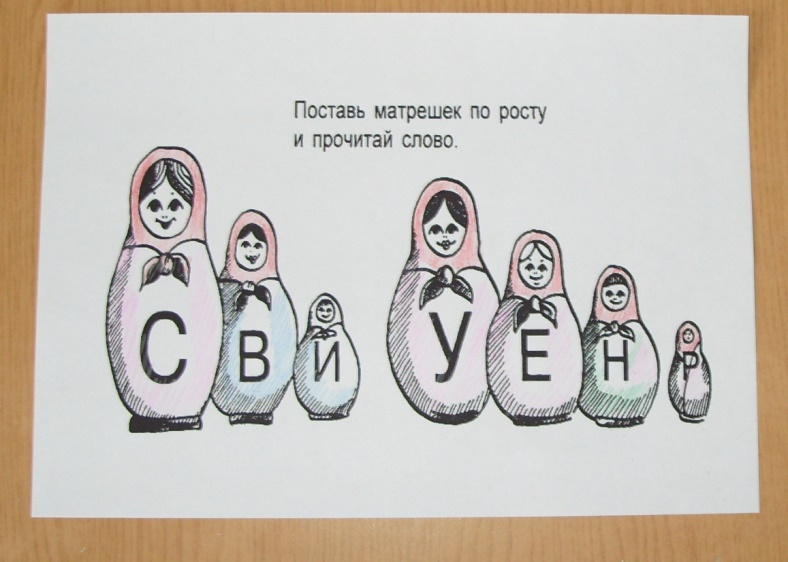 Поставь матрешек по росту
и прочитай слово.
С В И У Е Н Р